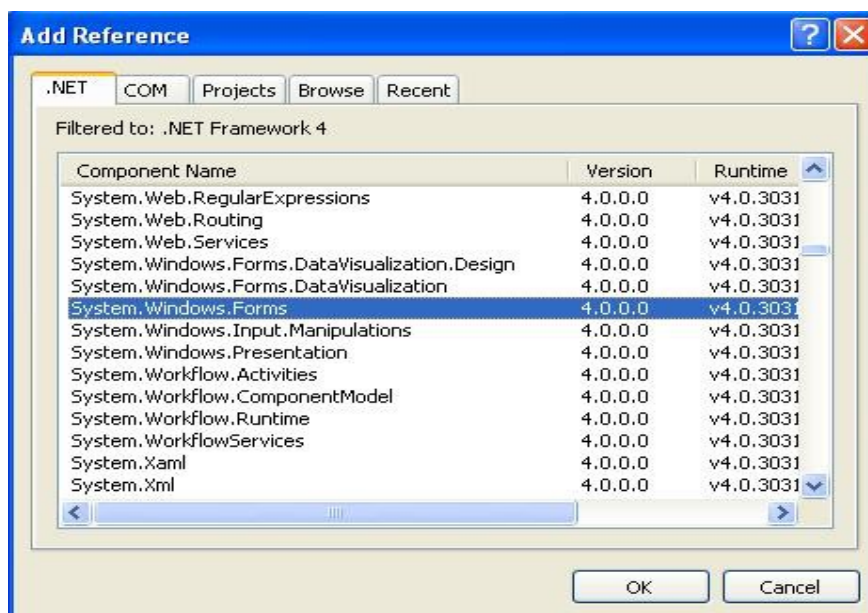 Add Reference
.NET COM Projects Browse Recent
Filtered to: .NET Framework 4
Component Name Version Runtime
System.Web.RegularExpressions 4.0.0.0 v4.0.3031
System.Web.Routing 4.0.0.0 v4.0.3031
System.Web.Services 4.0.0.0 v4.0.3031
System.Windows.Forms.DataVisualization.Design 4.0.0.0 v4.0.3031
System.Windows.Forms.DataVisualization 4.0.0.0 v4.0.3031
System.Windows.Forms 4.0.0.0 v4.0.3031
System.Windows.Input.Manipulations 4.0.0.0 v4.0.3031
System.Windows.Presentation 4.0.0.0 v4.0.3031
System.Workflow.Activities 4.0.0.0 v4.0.3031
System.Workflow.ComponentModel 4.0.0.0 v4.0.3031
System.Workflow.Runtime 4.0.0.0 v4.0.3031
System.WorkflowServices 4.0.0.0 v4.0.3031
System.Xaml 4.0.0.0 v4.0.3031
System.Xml 4.0.0.0 v4.0.3031
OK Cancel